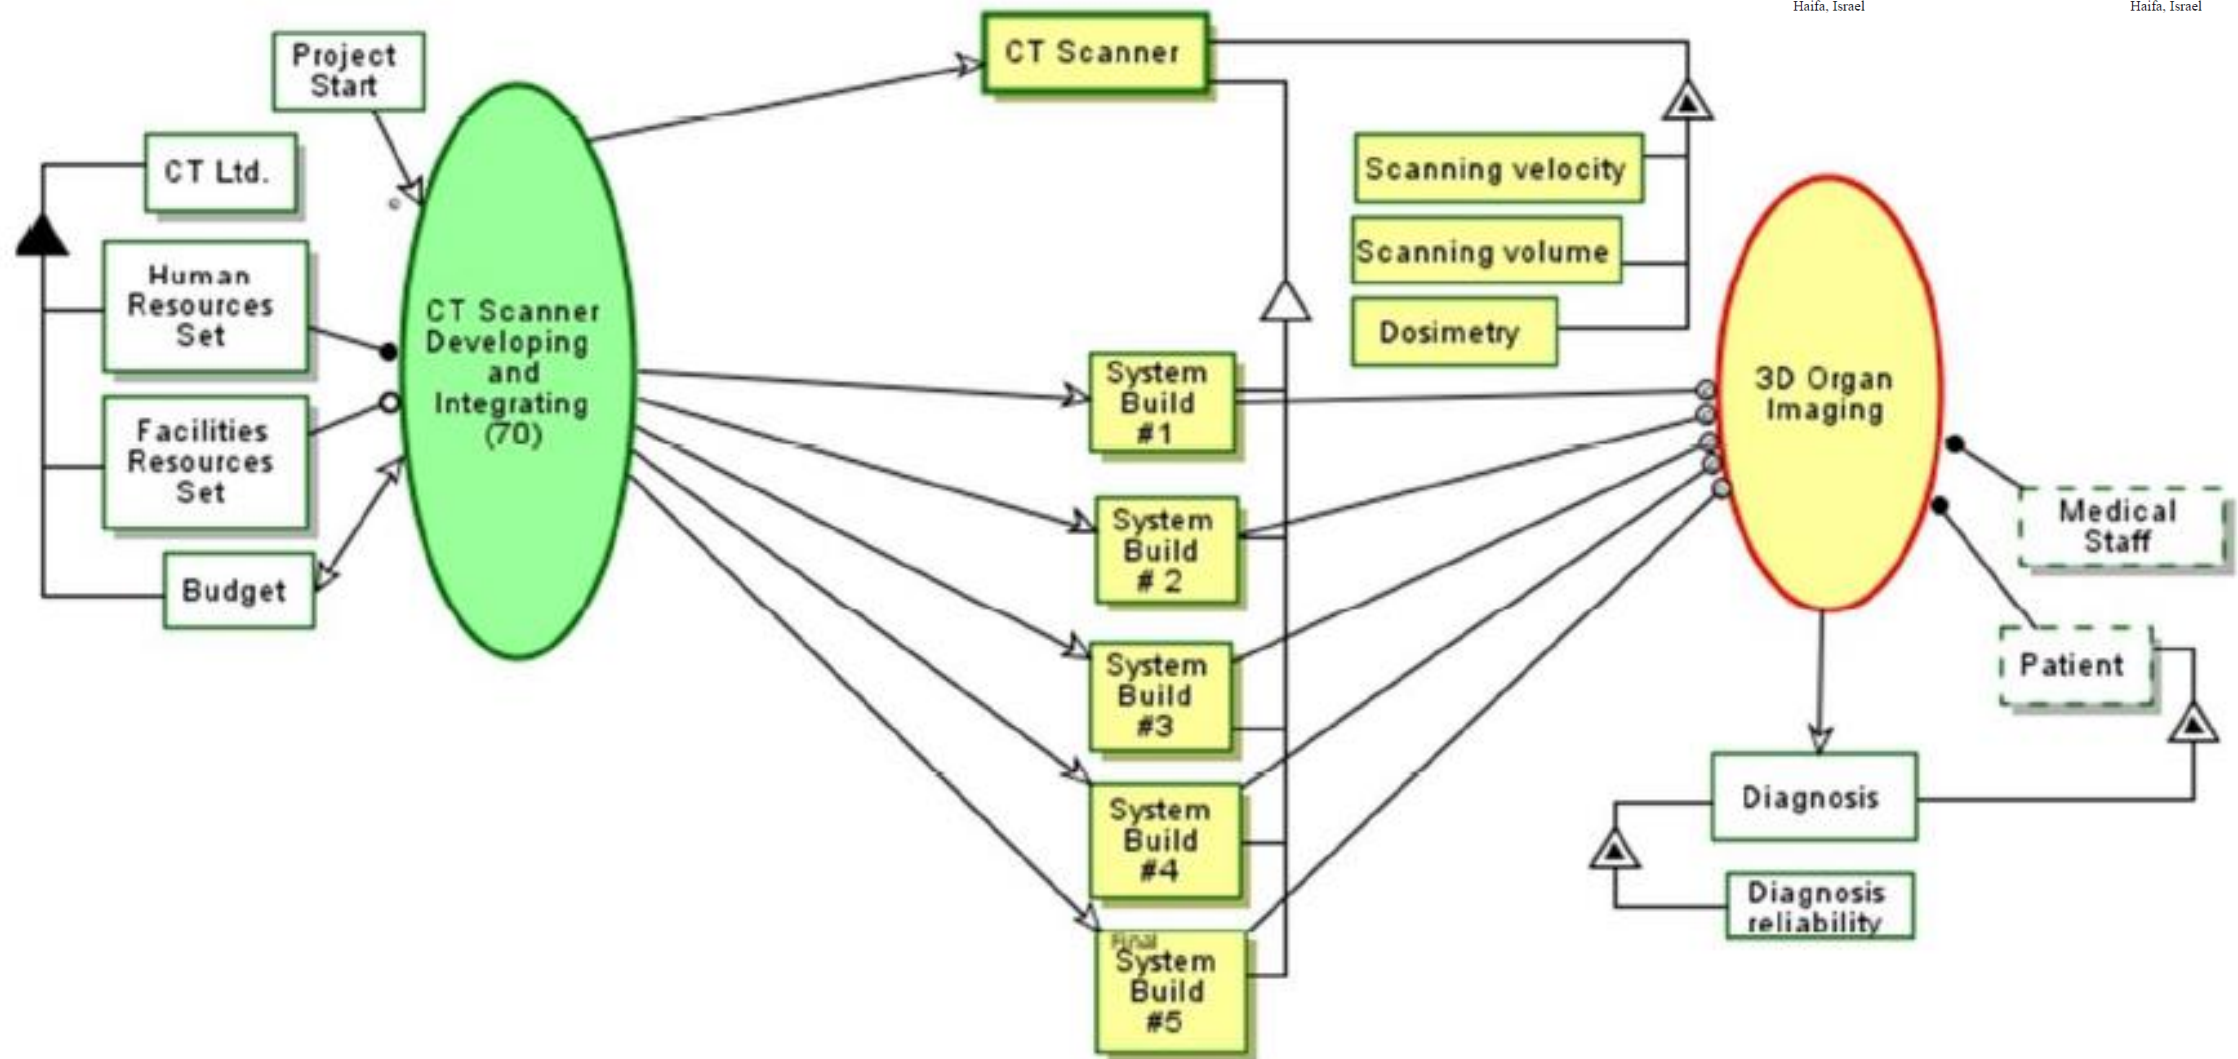 Haifa, Israel
Haifa, Israel
Project
Start
CT Scanner
CT Ltd.
Scanning velocity
Scanning volume
Dosimetry
Human
Resources
Set
Facilities
Resources
Set
Budget
CT Scanner
Developing
and
Integrating
(70)
e
System
Build
#1
System
Build
# 2
System
Build
#3
System
Build
#4
Final
System
Build
#5
3D Organ
Imaging
Medical
Staff
Patient
Diagnosis
Diagnosis
reliability